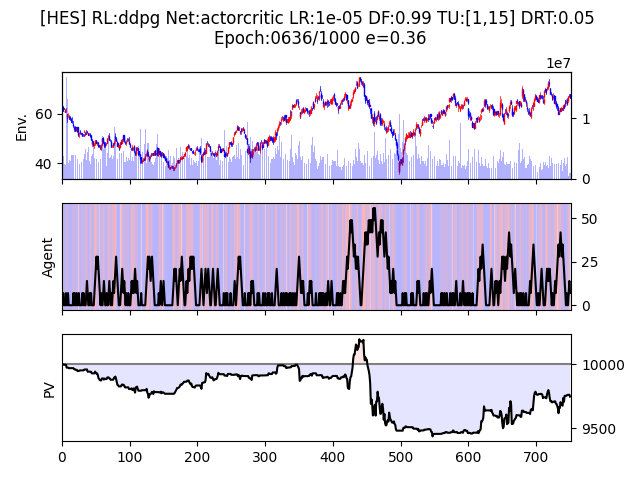 [HES] RL:ddpg Net:actorcritic LR:1e-05 DF:0.99 TU:[1,15] DRT:0.05
Epoch:0636/1000 e=0.36
1e7
Env.
60
40
1
0
Agent
50
25
0
PV
10000
9500
0 100 200 300 400 500 600 700